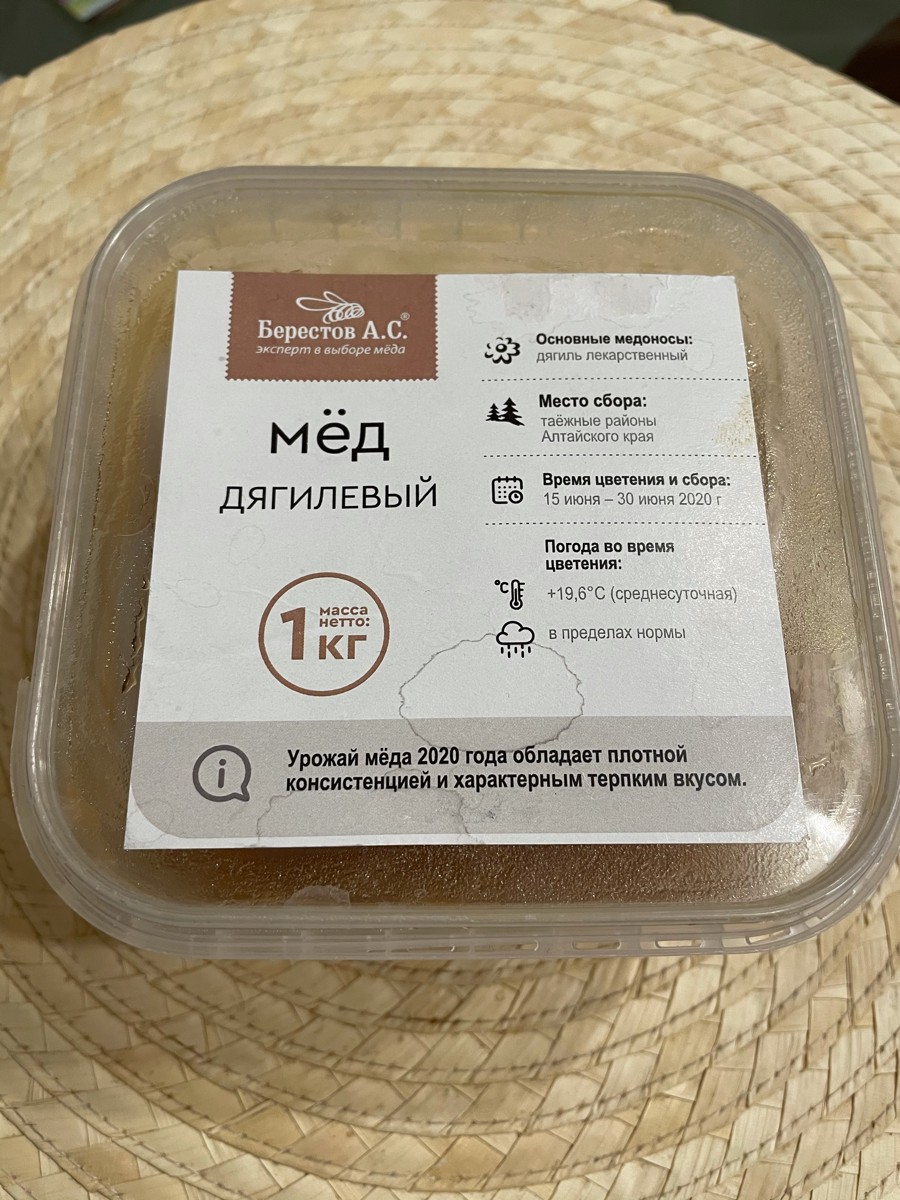 Берестов А.С.®
эксперт в выборе мёда
мёд
дягилевый
1 кг
масса
нетто:
Основные медоносы:
дягиль лекарственный
Место сбора:
таёжные районы
Алтайского края
Время цветения и сбора:
15 июня – 30 июня 2020 г
Погода во время
цветения:
°C
+19,6°C (среднесуточная)
в пределах нормы
i
Урожай мёда 2020 года обладает плотной
консистенцией и характерным терпким вкусом.